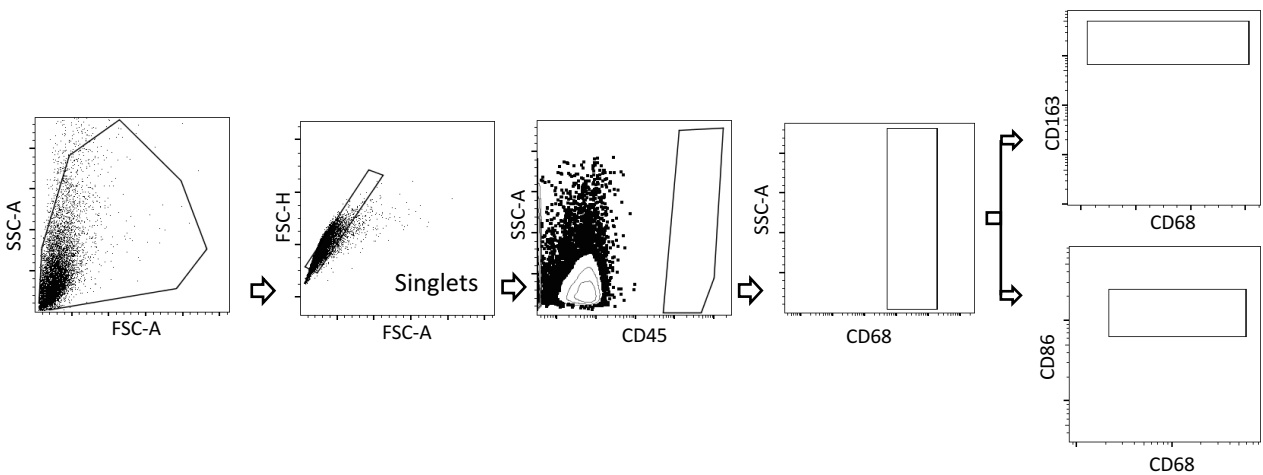 SSC-A
FSC-A
FSC-H
Singlets
FSC-A
SSC-A
CD45
SSC-A
CD68
CD163
CD68
CD86
CD68